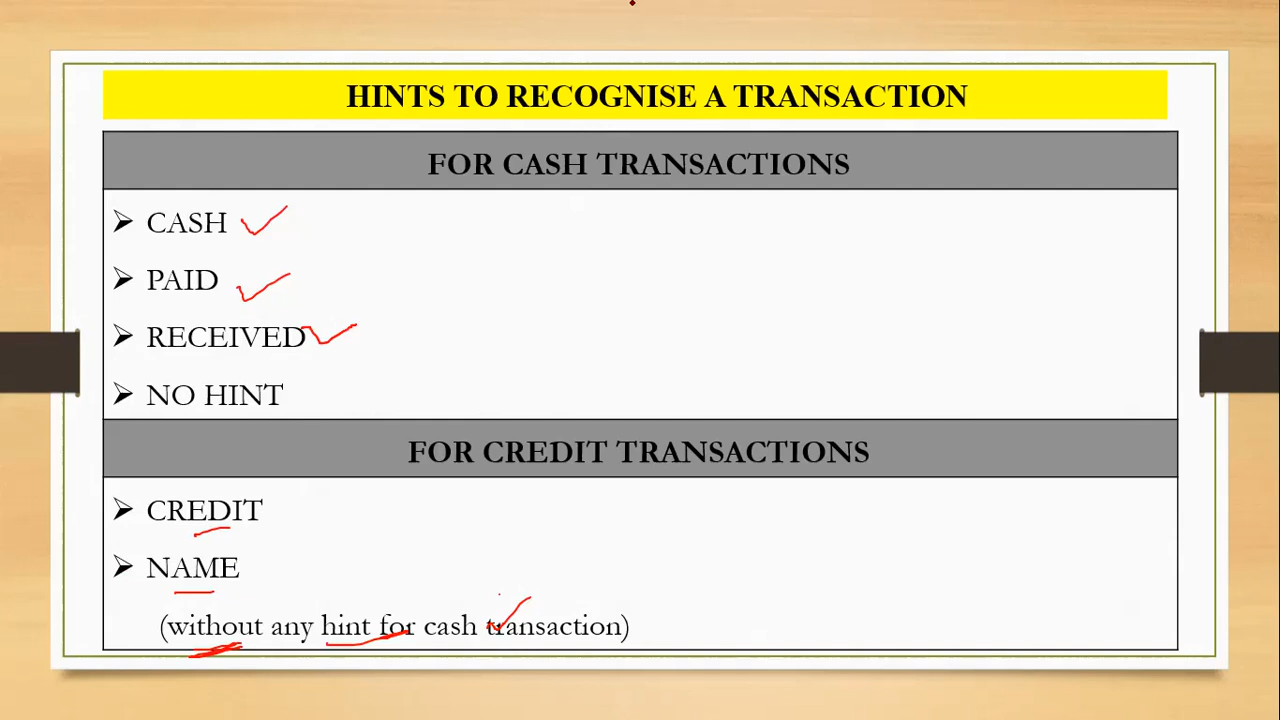 HINTS TO RECOGNISE A TRANSACTION
FOR CASH TRANSACTIONS
CASH
PAID
RECEIVED
NO HINT
FOR CREDIT TRANSACTIONS
CREDIT
NAME
(without any hint for cash transaction)